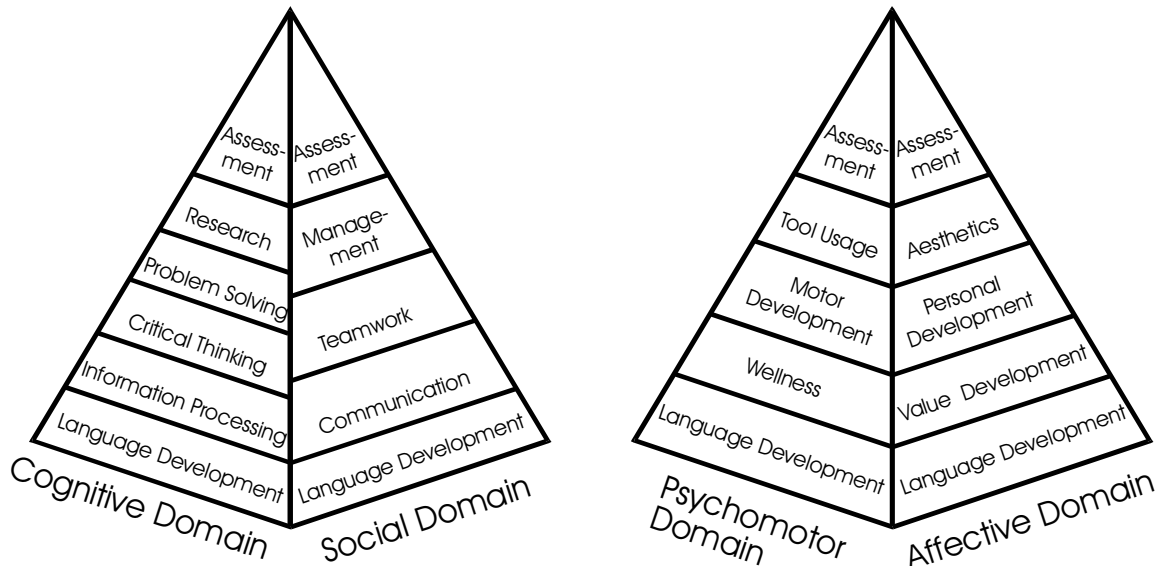 Assess-
ment
Research
Problem Solving
Critical Thinking
Information Processing
Language Development
Cognitive Domain
Assess-
ment
Manage-
ment
Teamwork
Communication
Language Development
Social Domain
Assess-
ment
Tool Usage
Motor
Development
Wellness
Language Development
Psychomotor
Domain
Assess-
ment
Aesthetics
Personal
Development
Value Development
Language Development
Affective Domain